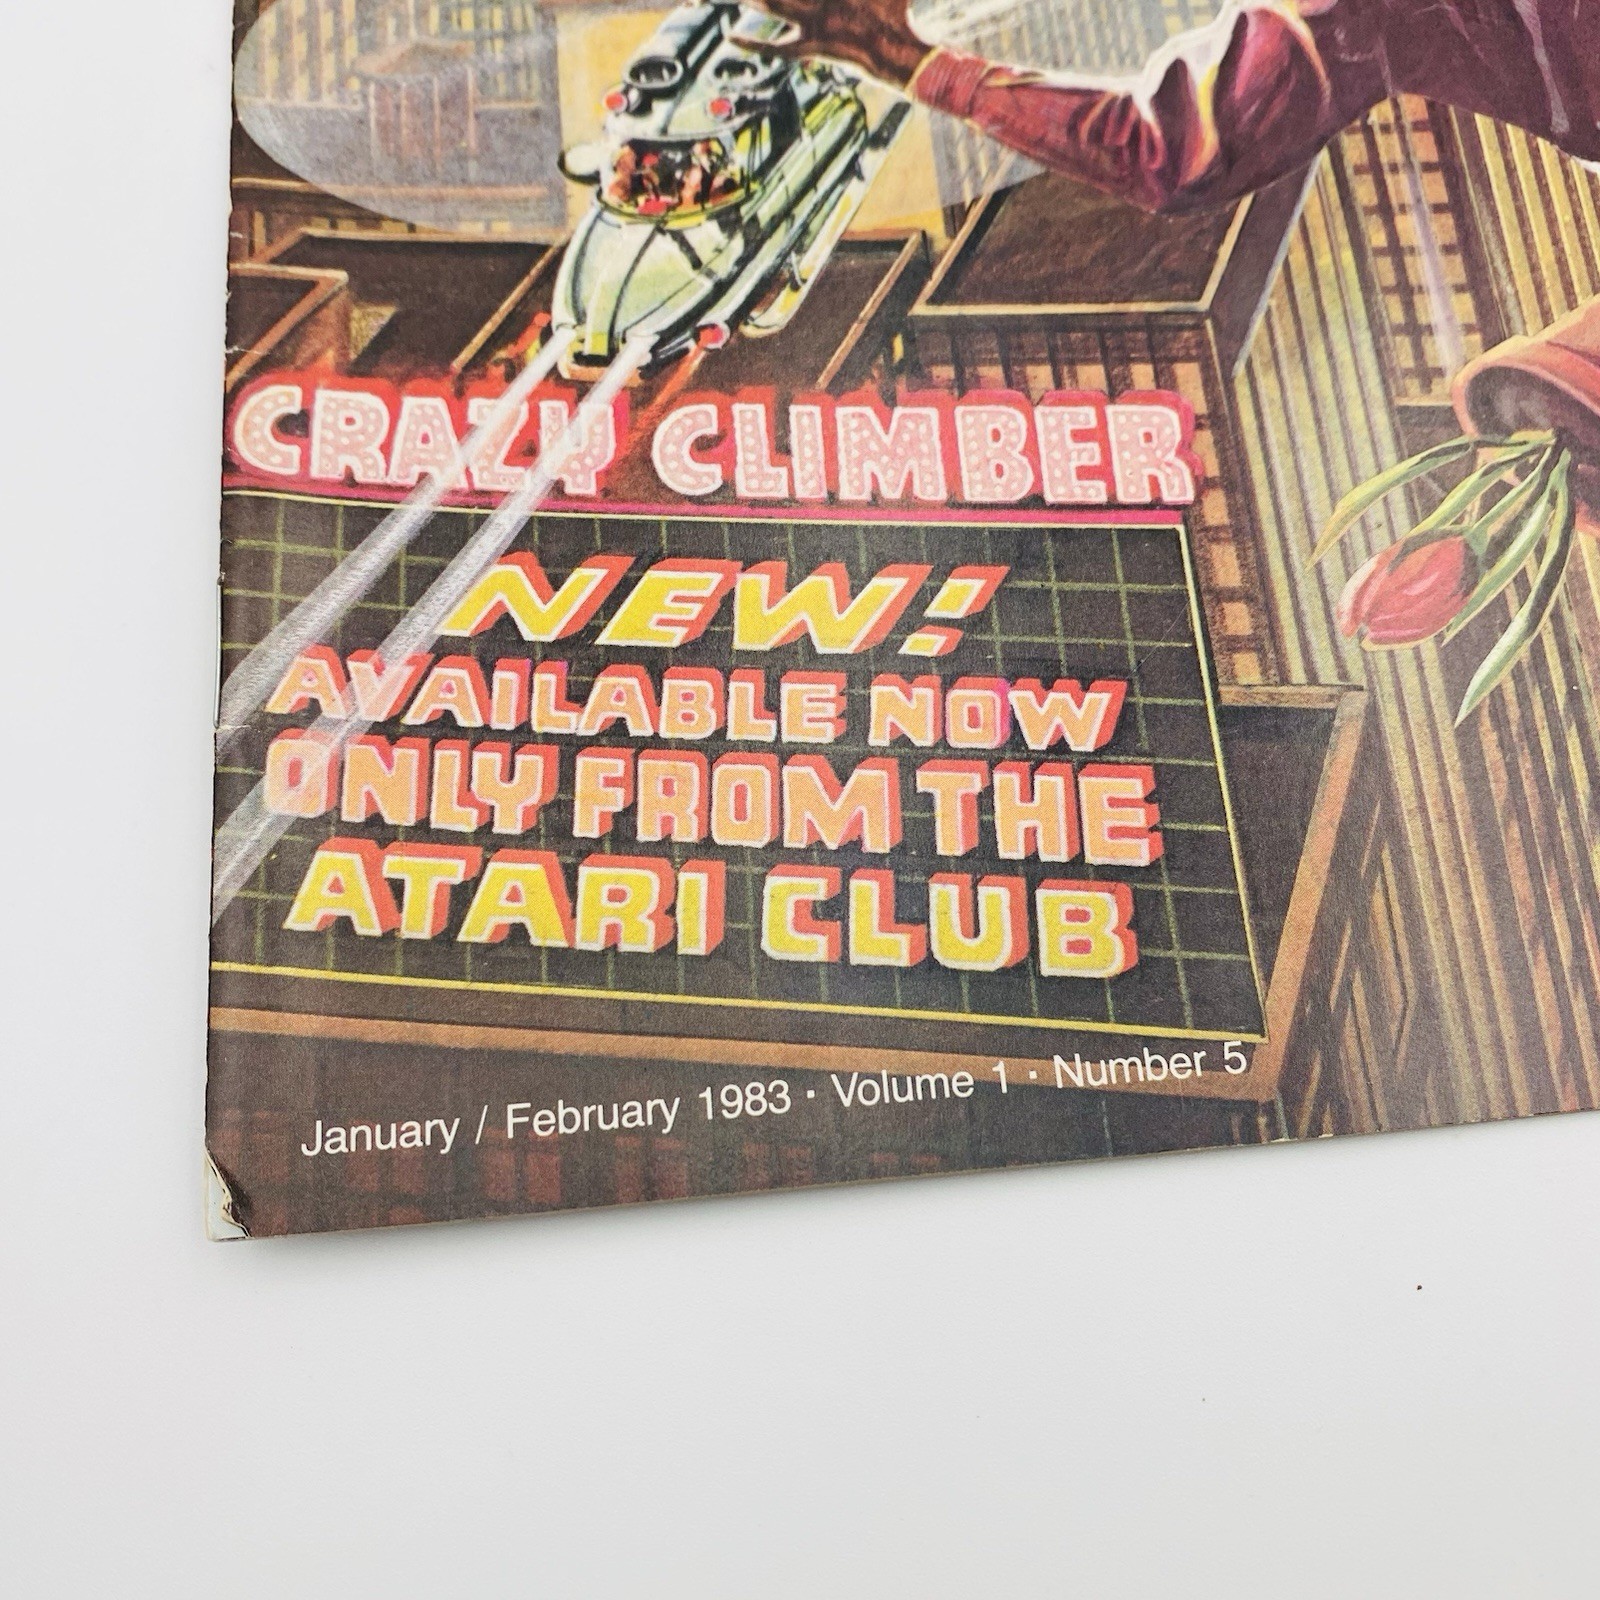 CRAZY CLIMBER
NEW!
AVAILABLE NOW
ONLY FROM THE
ATARI CLUB
January / February 1983 · Volume 1 · Number 5